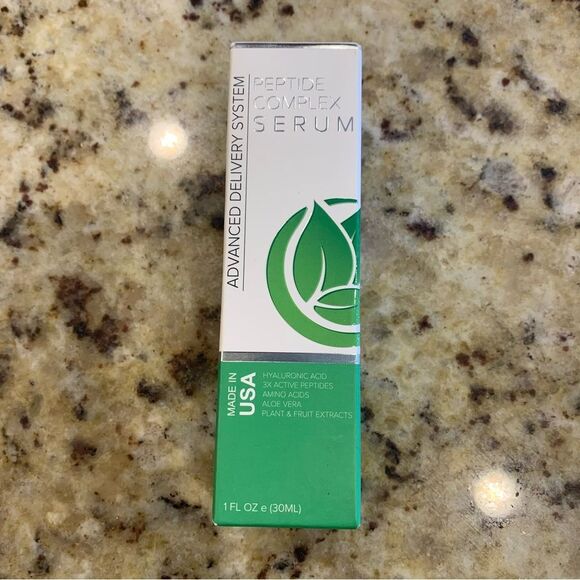 ADVANCED DELIVERY SYSTEM
PEPTIDE
COMPLEX
SERUM
MADE IN
USA
HYALURONIC ACID
3X ACTIVE PEPTIDES
AMINO ACIDS
ALOE VERA
PLANT & FRUIT EXTRACTS
1 FL OZ e (30ML)